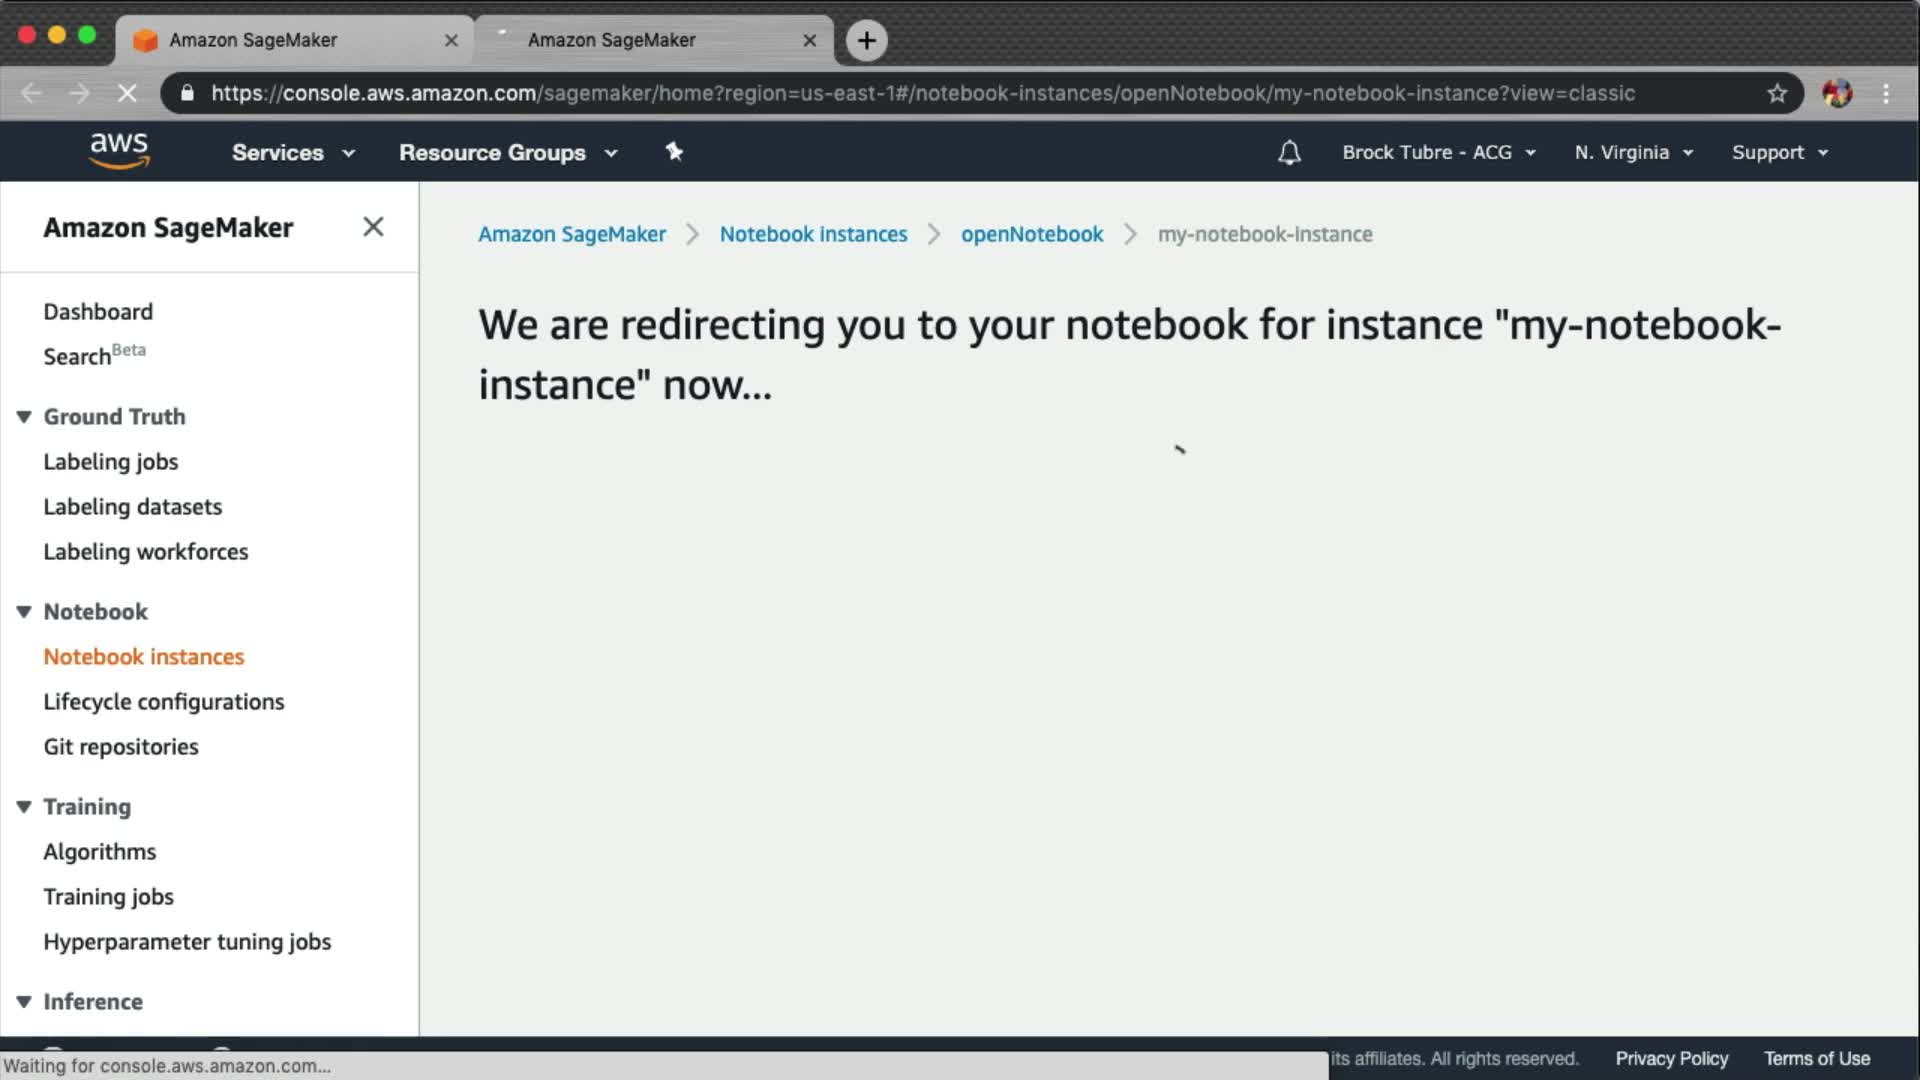 Amazon SageMaker
Amazon SageMaker
https://console.aws.amazon.com/sagemaker/home?region=us-east-1#/notebook-instances/openNotebook/my-notebook-instance?view=classic
aws
Services
Resource Groups
Brock Tubre - ACG
N. Virginia
Support
Amazon SageMaker
Dashboard
Search Beta
Ground Truth
Labeling jobs
Labeling datasets
Labeling workforces
Notebook
Notebook instances
Lifecycle configurations
Git repositories
Training
Algorithms
Training jobs
Hyperparameter tuning jobs
Inference
Amazon SageMaker > Notebook instances > openNotebook > my-notebook-instance
We are redirecting you to your notebook for instance "my-notebook-
instance" now...
Waiting for console.aws.amazon.com...
its affiliates. All rights reserved.
Privacy Policy
Terms of Use